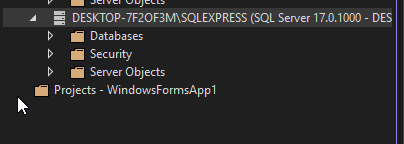 Server Objects
DESKTOP-7F2OF3M\SQLEXPRESS (SQL Server 17.0.1000 - DES
Databases
Security
Server Objects
Projects - WindowsFormsApp1